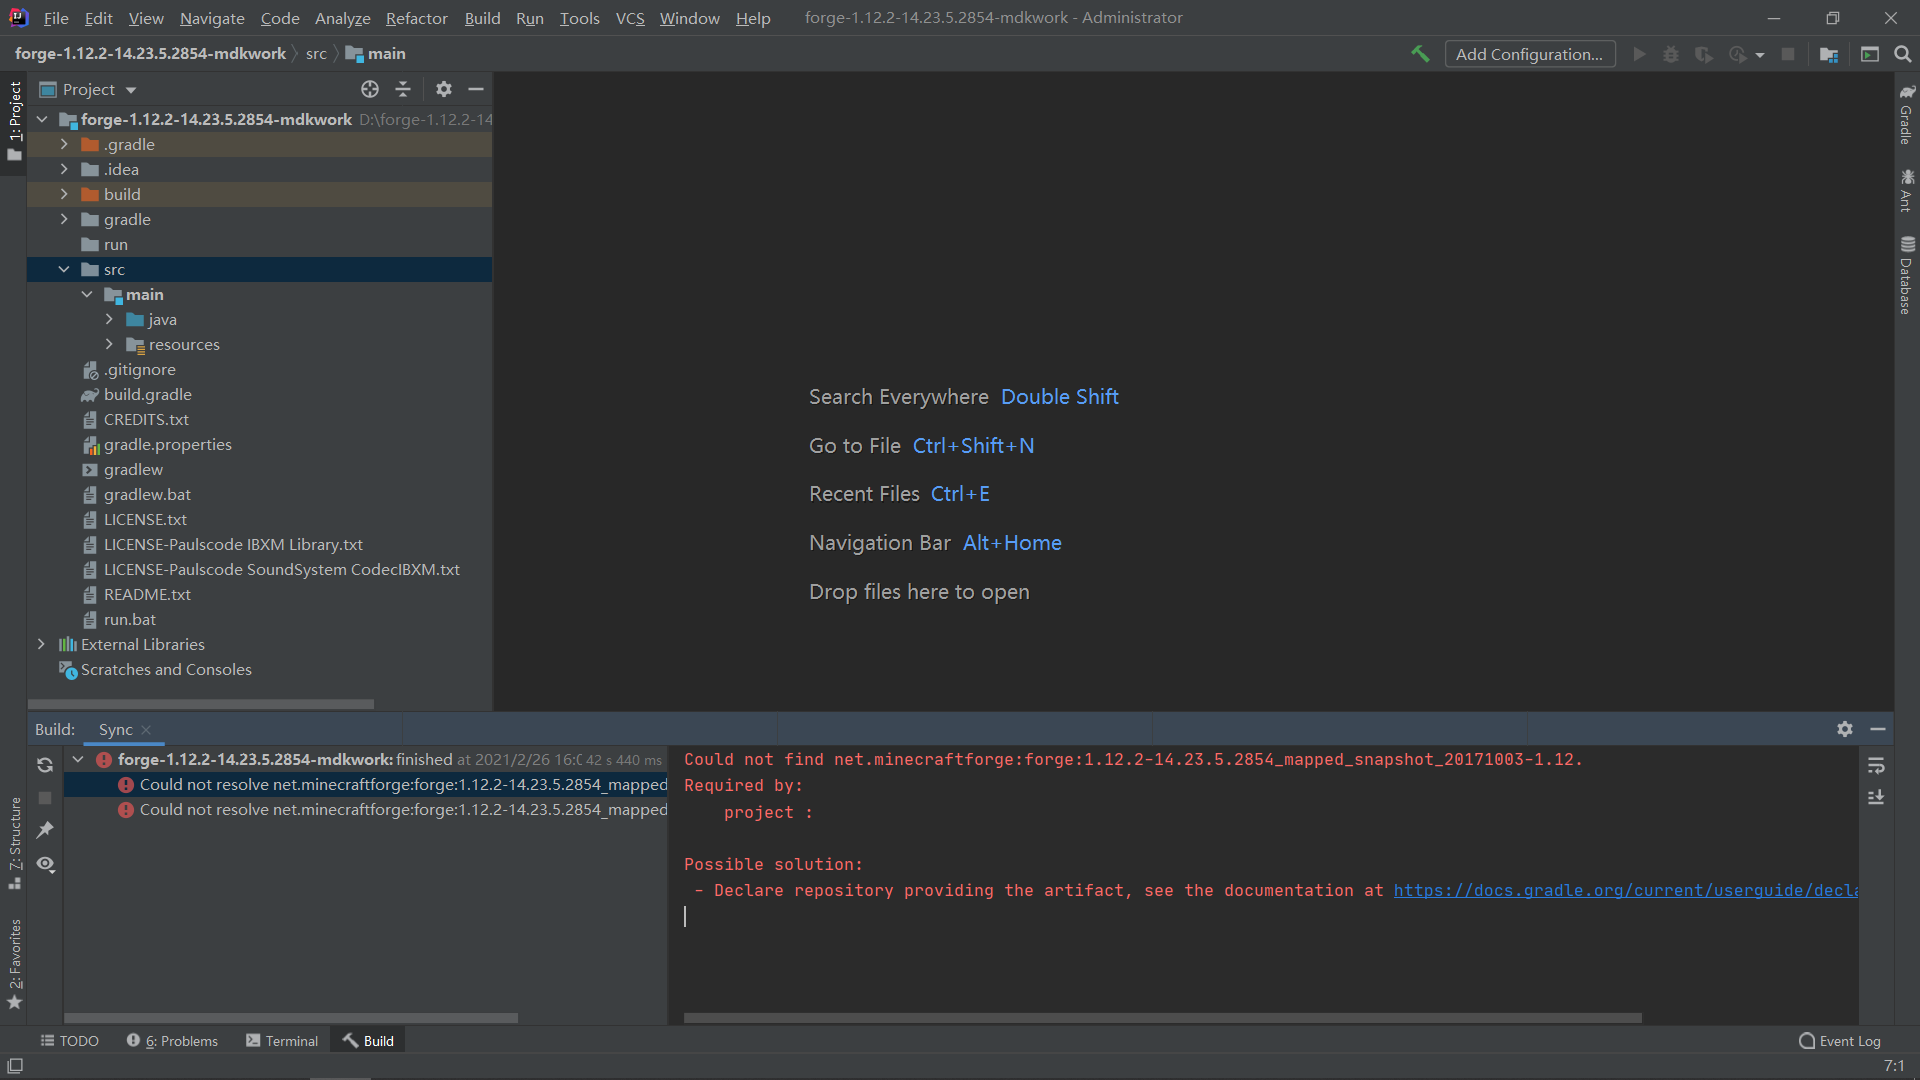 File Edit View Navigate Code Analyze Refactor Build Run Tools VCS Window Help forge-1.12.2-14.23.5.2854-mdkwork - Administrator
forge-1.12.2-14.23.5.2854-mdkwork src main Add Configuration...
1: Project
Project
forge-1.12.2-14.23.5.2854-mdkwork D:\forge-1.12.2-14
.gradle
.idea
build
gradle
run
src
main
java
resources
.gitignore
build.gradle
CREDITS.txt
gradle.properties
gradlew
gradlew.bat
LICENSE.txt
LICENSE-Paulscode IBXM Library.txt
LICENSE-Paulscode SoundSystem CodecIBXM.txt
README.txt
run.bat
External Libraries
Scratches and Consoles
Search Everywhere Double Shift
Go to File Ctrl+Shift+N
Recent Files Ctrl+E
Navigation Bar Alt+Home
Drop files here to open
Gradle
Ant
Database
Build: Sync
forge-1.12.2-14.23.5.2854-mdkwork: finished at 2021/2/26 16:0 42 s 440 ms
Could not resolve net.minecraftforge:forge:1.12.2-14.23.5.2854_mapped
Could not resolve net.minecraftforge:forge:1.12.2-14.23.5.2854_mapped
Could not find net.minecraftforge:forge:1.12.2-14.23.5.2854_mapped_snapshot_20171003-1.12.
Required by:
project :
Possible solution:
- Declare repository providing the artifact, see the documentation at https://docs.gradle.org/current/userguide/decla
7: Structure
2: Favorites
TODO 6: Problems Terminal Build Event Log
7:1